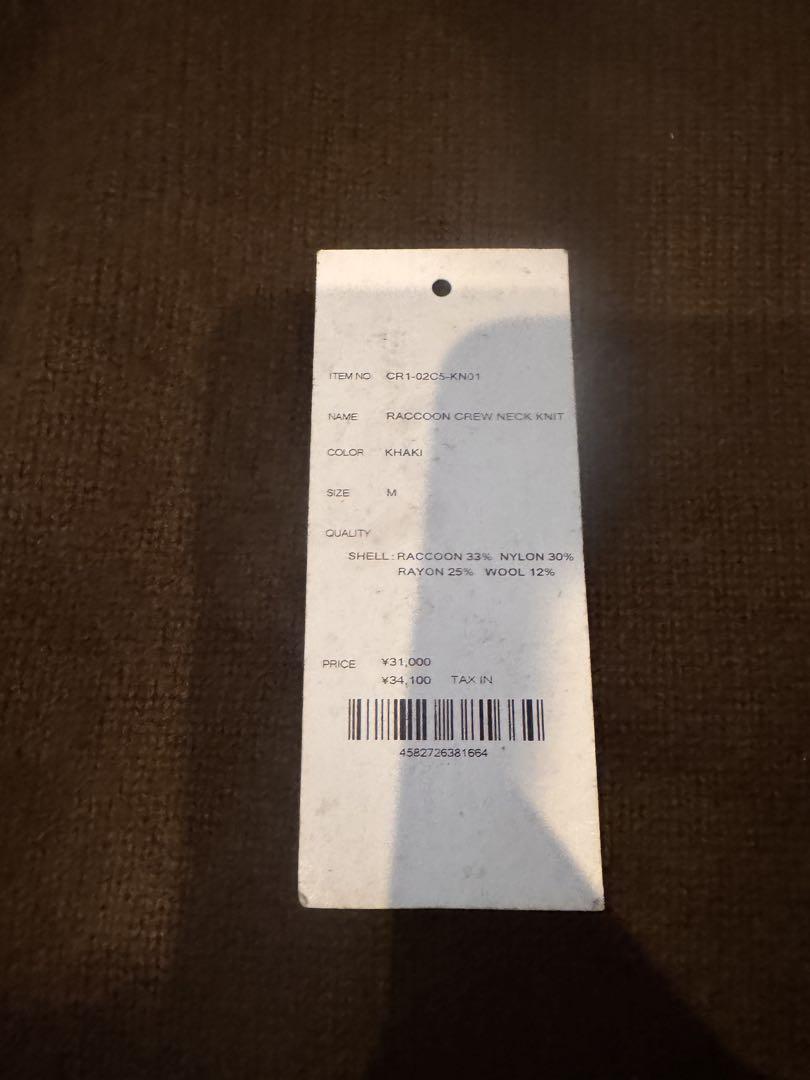 ITEM NO CR1-02C5-KN01
NAME RACCOON CREW NECK KNIT
COLOR KHAKI
SIZE M
QUALITY
SHELL : RACCOON 33% NYLON 30%
RAYON 25% WOOL 12%
PRICE ¥31,000
¥34,100 TAX IN
4582726381664